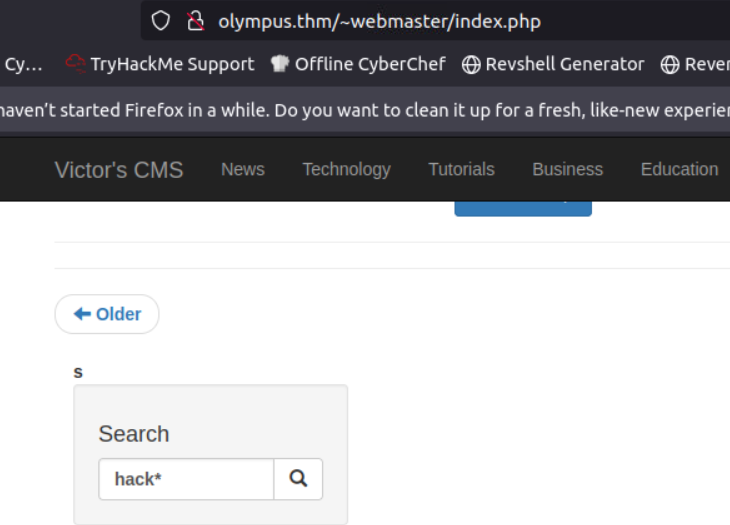 olympus.thm/~webmaster/index.php
Cy... TryHackMe Support Offline CyberChef Revshell Generator
haven't started Firefox in a while. Do you want to clean it up for a fresh, like-new
Victor's CMS News Technology Tutorials Business Education
Older
s
Search
hack*